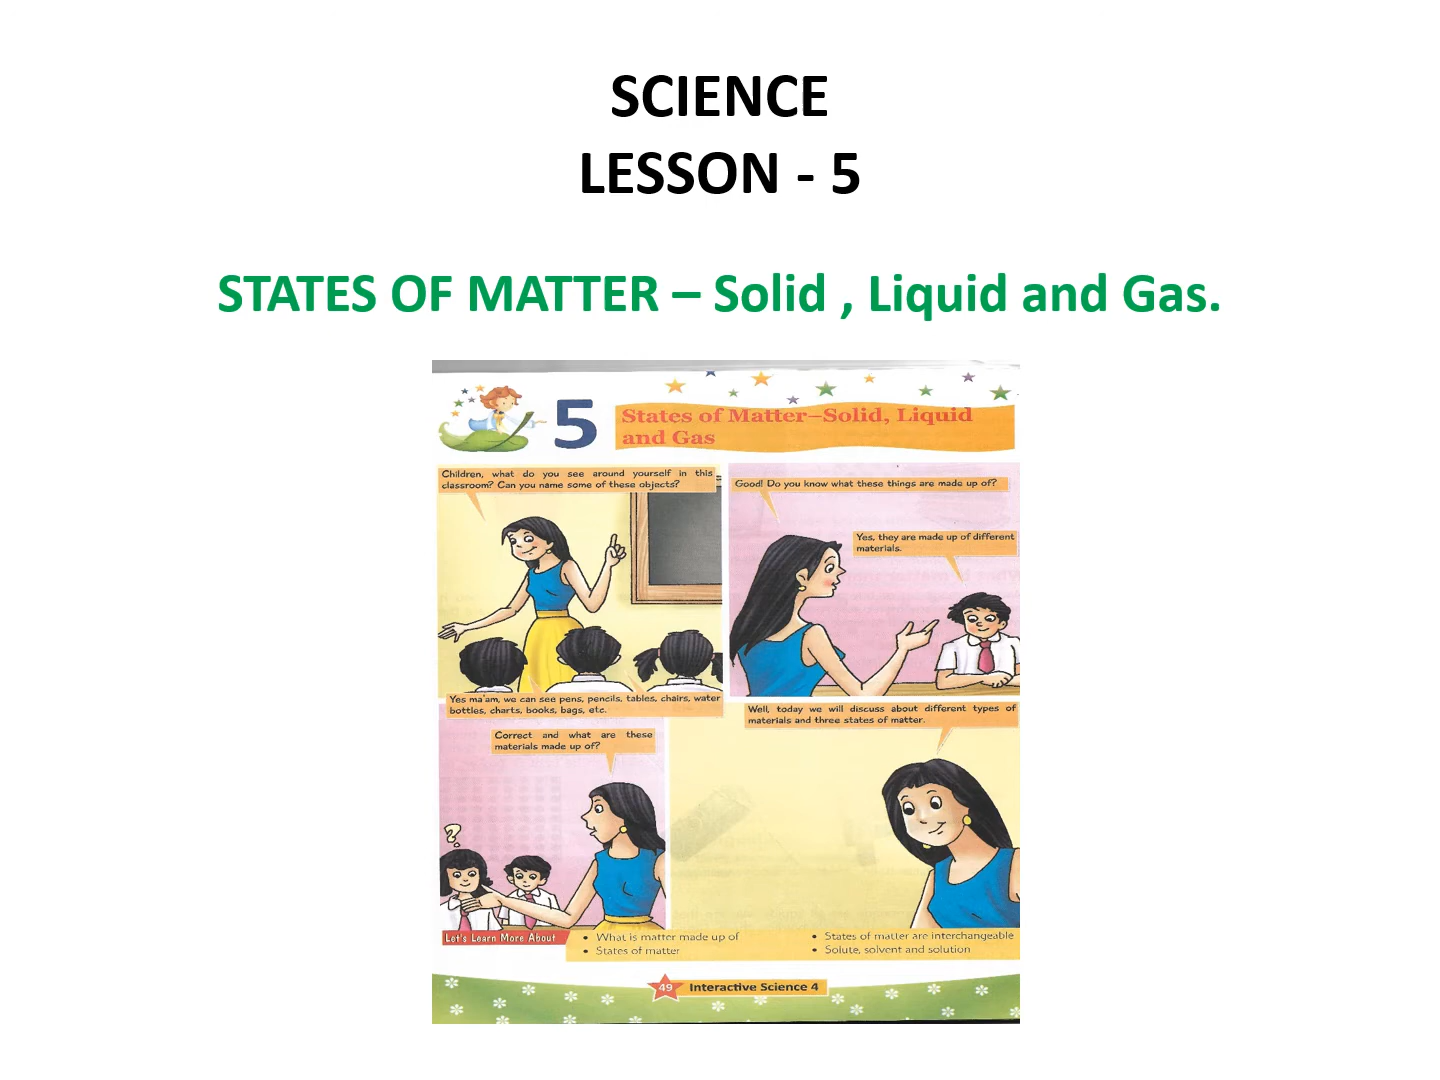 SCIENCE
LESSON - 5
STATES OF MATTER – Solid , Liquid and Gas.
5
States of Matter–Solid, Liquid
and Gas
Children, what do you see around yourself in this
classroom? Can you name some of these objects?
Good! Do you know what these things are made up of?
Yes, they are made up of different
materials.
Yes ma'am, we can see pens, pencils, tables, chairs, water
bottles, charts, books, bags, etc.
Well, today we will discuss about different types of
materials and three states of matter.
Correct and what are these
materials made up of?
?
Let's Learn More About
• What is matter made up of
• States of matter
• States of matter are interchangeable
• Solute, solvent and solution
49
Interactive Science 4